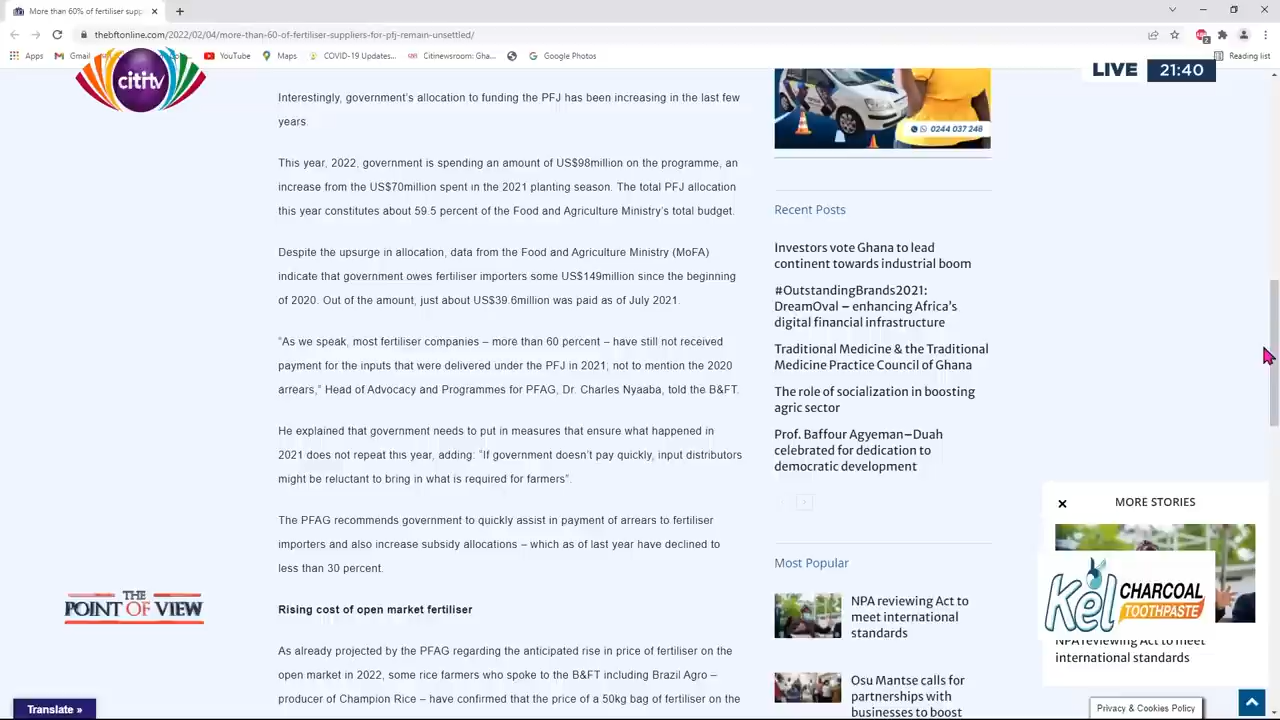 More than 60% of fertiliser supp
thebftonline.com/2022/02/04/more-than-60-of-fertiliser-suppliers-for-pfj-remain-unsettled/
Apps
Gmail
YouTube
Maps
COVID-19 Updates...
Citinewsroom: Gha...
Google Photos
Reading list
citi tv
LIVE 21:40
Interestingly, government's allocation to funding the PFJ has been increasing in the last few
years
This year, 2022, government is spending an amount of US$98million on the programme, an
increase from the US$70million spent in the 2021 planting season. The total PFJ allocation
this year constitutes about 59.5 percent of the Food and Agriculture Ministry's total budget.
Despite the upsurge in allocation, data from the Food and Agriculture Ministry (MoFA)
indicate that government owes fertiliser importers some US$149million since the beginning
of 2020. Out of the amount, just about US$39.6million was paid as of July 2021.
“As we speak, most fertiliser companies – more than 60 percent – have still not received
payment for the inputs that were delivered under the PFJ in 2021; not to mention the 2020
arrears,” Head of Advocacy and Programmes for PFAG, Dr. Charles Nyaaba, told the B&FT.
He explained that government needs to put in measures that ensure what happened in
2021 does not repeat this year, adding: “If government doesn't pay quickly, input distributors
might be reluctant to bring in what is required for farmers”.
The PFAG recommends government to quickly assist in payment of arrears to fertiliser
importers and also increase subsidy allocations – which as of last year have declined to
less than 30 percent.
Rising cost of open market fertiliser
As already projected by the PFAG regarding the anticipated rise in price of fertiliser on the
open market in 2022, some rice farmers who spoke to the B&FT including Brazil Agro –
producer of Champion Rice – have confirmed that the price of a 50kg bag of fertiliser on the
0244 037 248
Recent Posts
Investors vote Ghana to lead
continent towards industrial boom
#OutstandingBrands2021:
DreamOval – enhancing Africa's
digital financial infrastructure
Traditional Medicine & the Traditional
Medicine Practice Council of Ghana
The role of socialization in boosting
agric sector
Prof. Baffour Agyeman–Duah
celebrated for dedication to
democratic development
Most Popular
NPA reviewing Act to
meet international
standards
Osu Mantse calls for
partnerships with
businesses to boost
MORE STORIES
Kel CHARCOAL
TOOTHPASTE
NPA reviewing Act to meet
international standards
THE
POINT OF VIEW
Translate »
Privacy & Cookies Policy